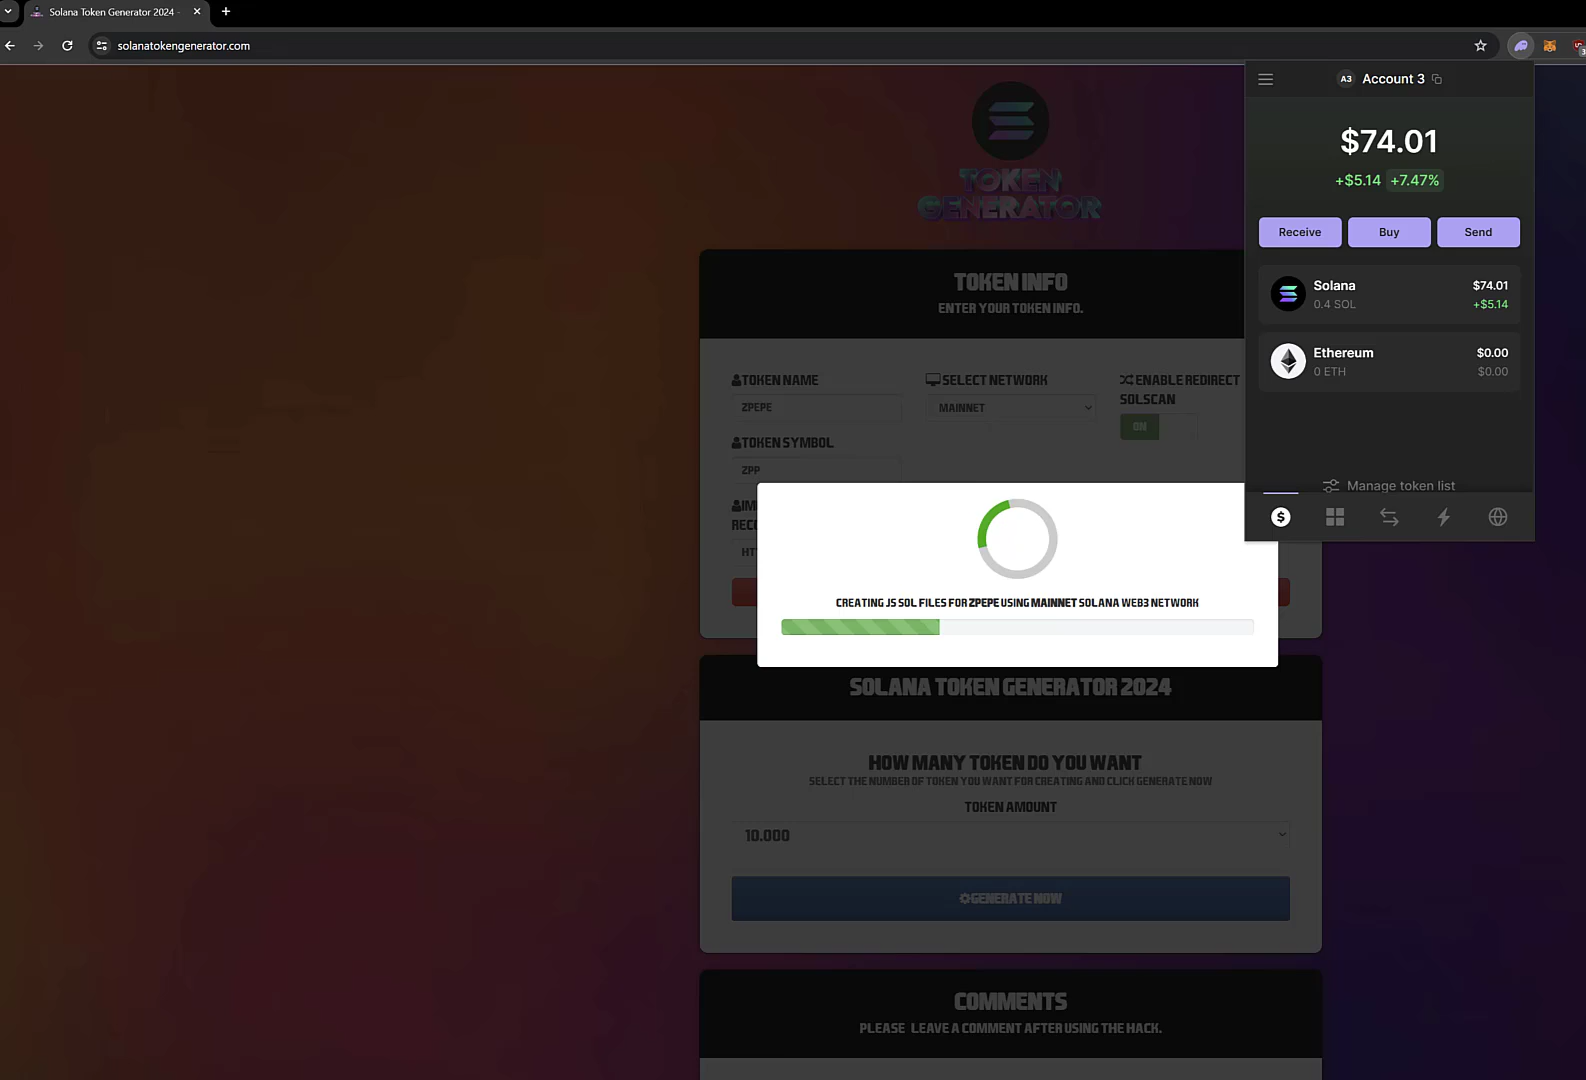 Solana Token Generator 2024 -
solanatokengenerator.com
A3 Account 3
$74.01
+$5.14 +7.47%
Receive Buy Send
Solana $74.01
0.4 SOL +$5.14
Ethereum $0.00
0 ETH $0.00
Manage token list
TOKEN
GENERATOR
TOKEN INFO
ENTER YOUR TOKEN INFO.
TOKEN NAME
ZPEPE
SELECT NETWORK
MAINNET
ENABLE REDIRECT
SOLSCAN
ON
TOKEN SYMBOL
ZPP
CREATING JS SOL FILES FOR ZPEPE USING MAINNET SOLANA WEB3 NETWORK
SOLANA TOKEN GENERATOR 2024
HOW MANY TOKEN DO YOU WANT
SELECT THE NUMBER OF TOKEN YOU WANT FOR CREATING AND CLICK GENERATE NOW
TOKEN AMOUNT
10.000
GENERATE NOW
COMMENTS
PLEASE LEAVE A COMMENT AFTER USING THE HACK.